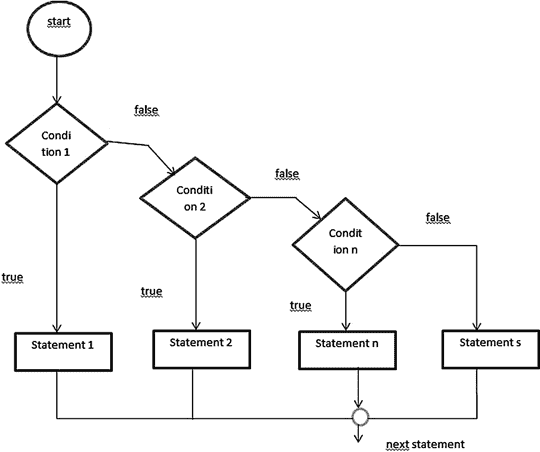 start
false
Condi
tion 1
false
Conditi
on 2
false
Condit
ion n
true
true
true
Statement 1
Statement 2
Statement n
Statement s
next statement